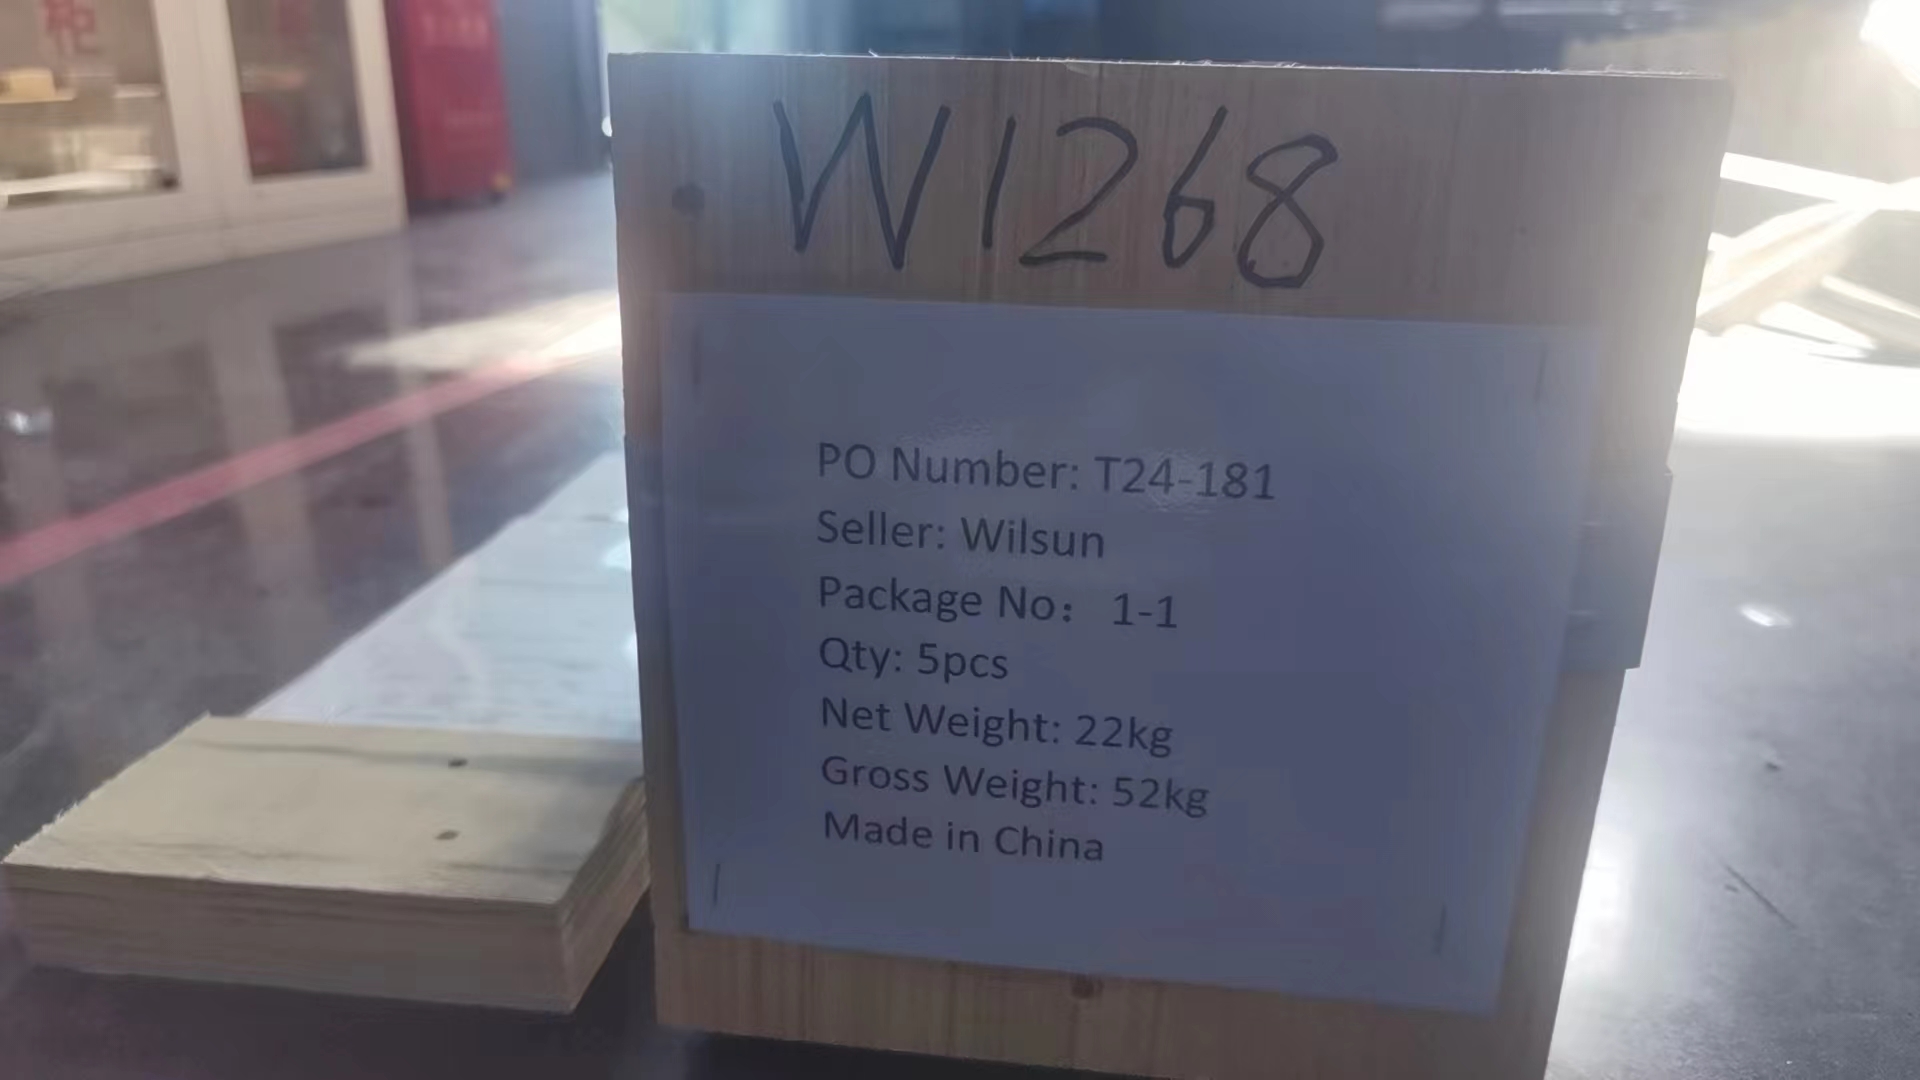 柜
W1268
PO Number: T24-181
Seller: Wilsun
Package No： 1-1
Qty: 5pcs
Net Weight: 22kg
Gross Weight: 52kg
Made in China